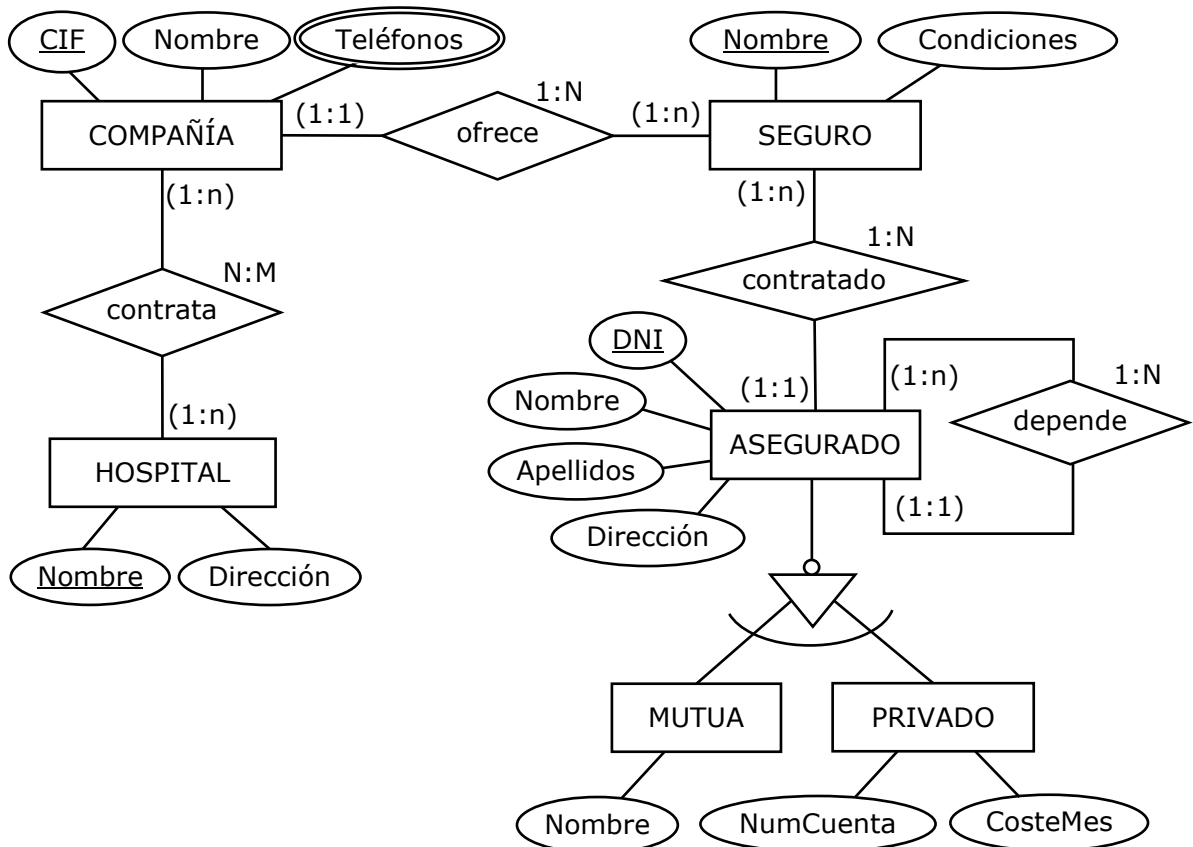 CIF
Nombre
Teléfonos
Nombre
Condiciones
COMPAÑÍA
(1:1)
ofrece
1:N
(1:n)
SEGURO
(1:n)
(1:n)
contrata
N:M
contratado
1:N
(1:n)
HOSPITAL
Nombre
Dirección
DNI
Nombre
Apellidos
Dirección
(1:1)
ASEGURADO
(1:n)
depende
1:N
(1:1)
MUTUA
PRIVADO
Nombre
NumCuenta
CosteMes